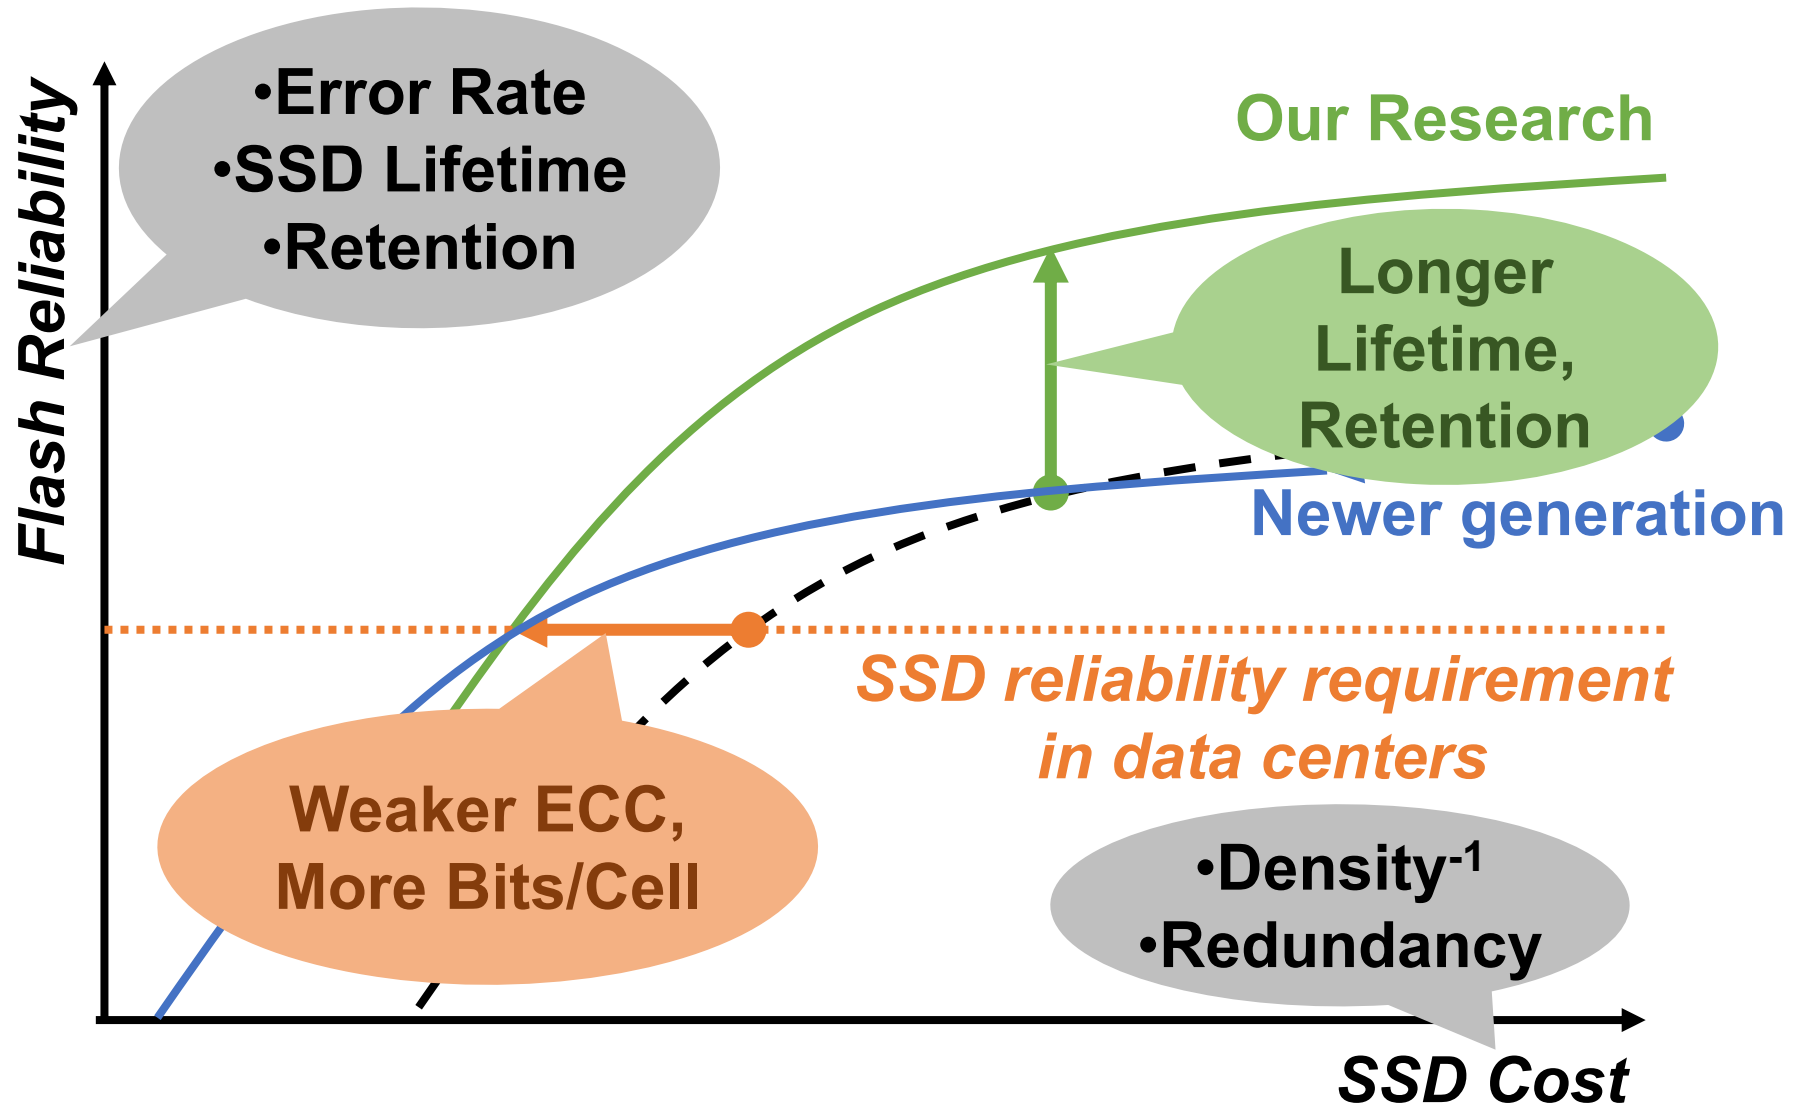 Flash Reliability
•Error Rate
•SSD Lifetime
•Retention
Our Research
Longer
Lifetime,
Retention
Newer generation
SSD reliability requirement
in data centers
Weaker ECC,
More Bits/Cell
•Density⁻¹
•Redundancy
SSD Cost